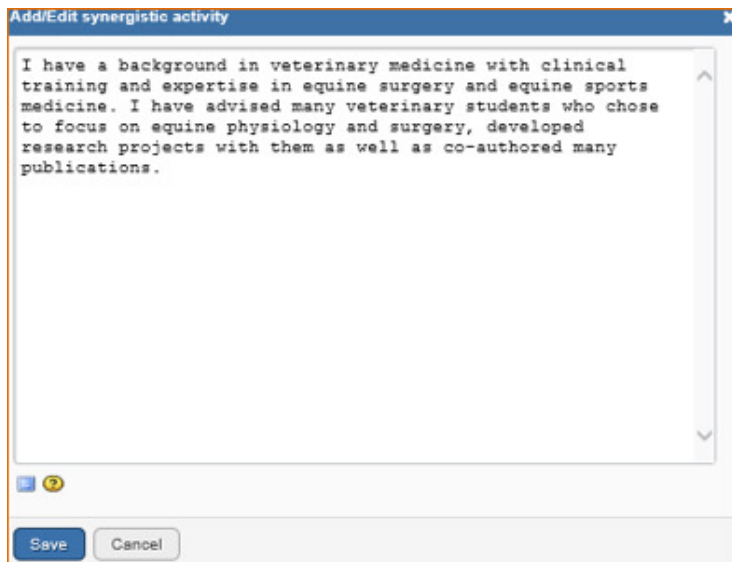 Add/Edit synergistic activity
I have a background in veterinary medicine with clinical
training and expertise in equine surgery and equine sports
medicine. I have advised many veterinary students who chose
to focus on equine physiology and surgery, developed
research projects with them as well as co-authored many
publications.
Save Cancel